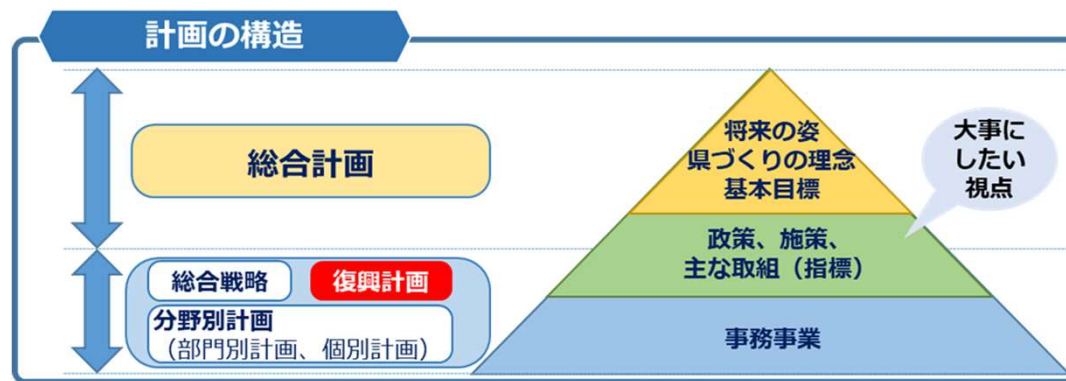 計画の構造
総合計画
総合戦略
復興計画
分野別計画
（部門別計画、個別計画）
将来の姿
県づくりの理念
基本目標
政策、施策、
主な取組（指標）
事務事業
大事に
したい
視点